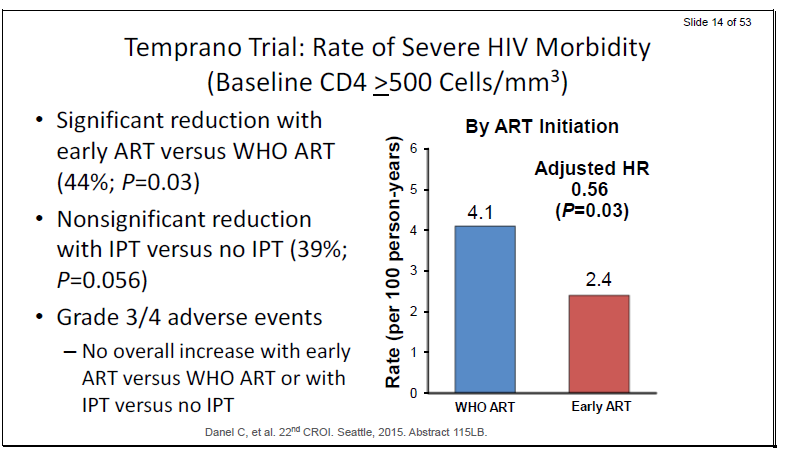 Slide 14 of 53
Temprano Trial: Rate of Severe HIV Morbidity
(Baseline CD4 ≥500 Cells/mm³)
• Significant reduction with
early ART versus WHO ART
(44%; P=0.03)
• Nonsignificant reduction
with IPT versus no IPT (39%;
P=0.056)
• Grade 3/4 adverse events
– No overall increase with early
ART versus WHO ART or with
IPT versus no IPT
By ART Initiation
Adjusted HR
0.56
(P=0.03)
Rate (per 100 person-years)
6
5
4
3
2
1
0
4.1
2.4
WHO ART
Early ART
Danel C, et al. 22nd CROI. Seattle, 2015. Abstract 115LB.